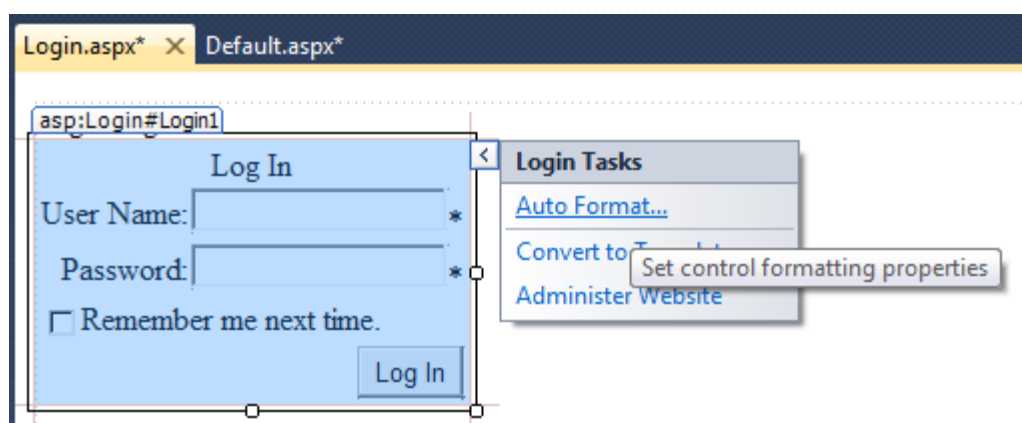 Login.aspx* × Default.aspx*
asp:Login#Login1
Log In
User Name: *
Password: *
Remember me next time.
Log In
<
Login Tasks
Auto Format...
Convert to
Set control formatting properties
Administer Website